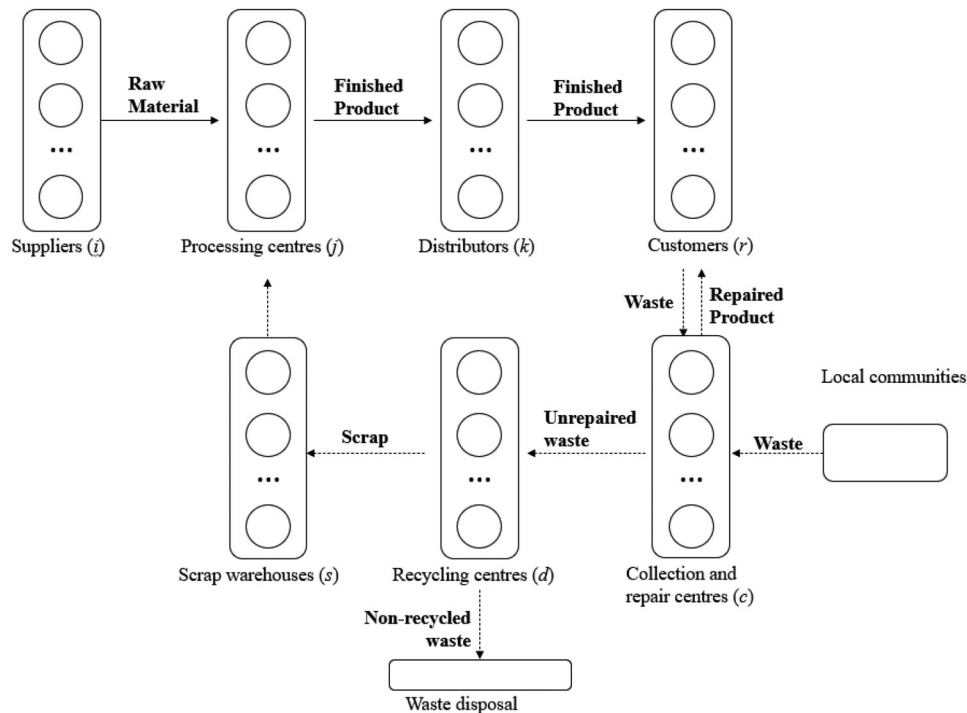 Raw
Material
Finished
Product
Finished
Product
...
...
...
...
Suppliers (i)
Processing centres (j)
Distributors (k)
Customers (r)
Waste
Repaired
Product
Local communities
Scrap
Unrepaired
waste
Waste
...
...
...
Scrap warehouses (s)
Recycling centres (d)
Collection and
repair centres (c)
Non-recycled
waste
Waste disposal